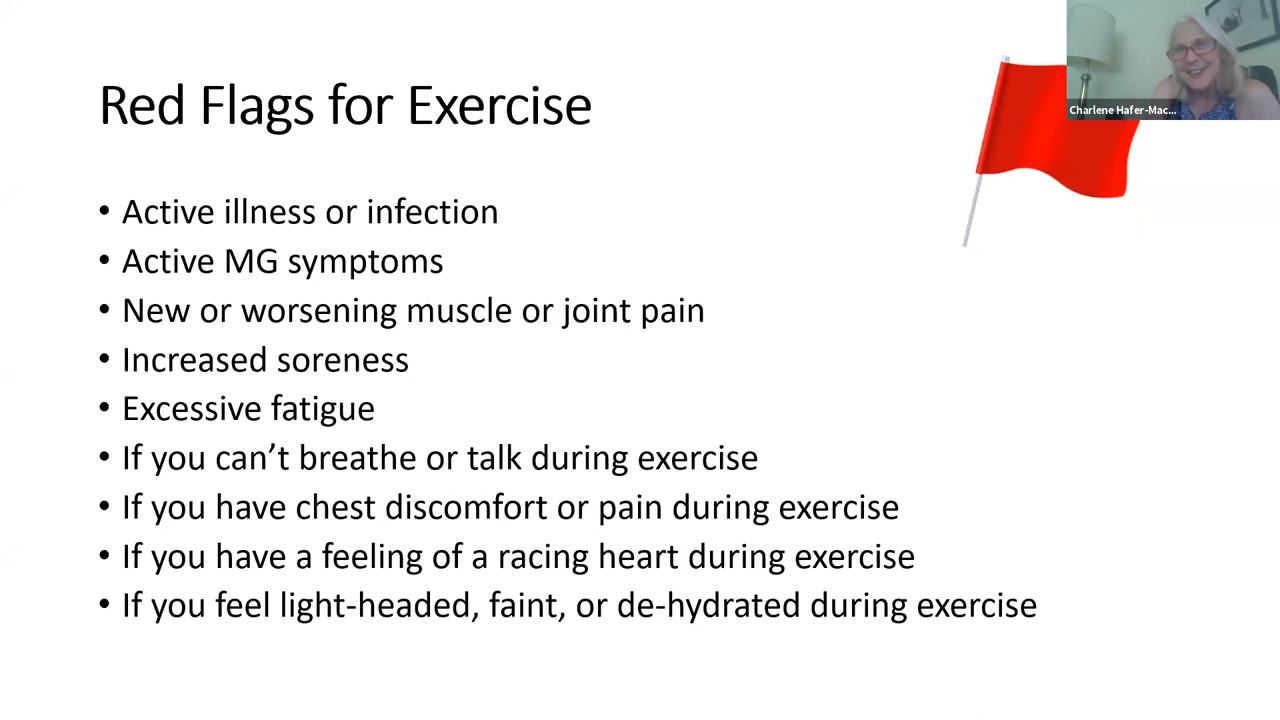 Charlene Hafer-Mac...
Red Flags for Exercise
• Active illness or infection
• Active MG symptoms
• New or worsening muscle or joint pain
• Increased soreness
• Excessive fatigue
• If you can’t breathe or talk during exercise
• If you have chest discomfort or pain during exercise
• If you have a feeling of a racing heart during exercise
• If you feel light-headed, faint, or de-hydrated during exercise